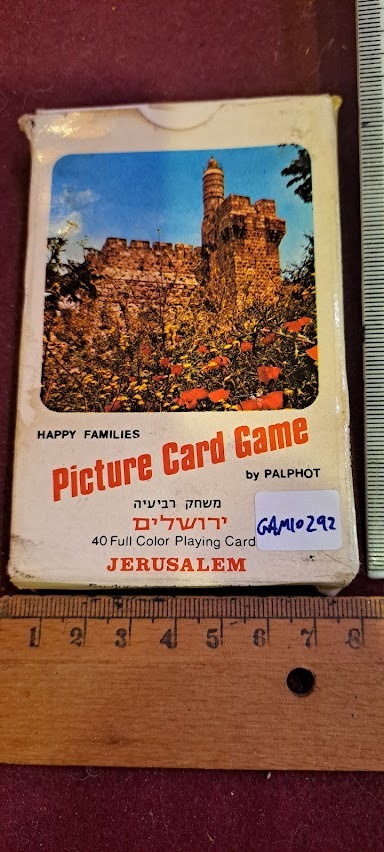 HAPPY FAMILIES
Picture Card Game
by PALPHOT
משחק רביעיה
ירושלים
40 Full Color Playing Card
GAM10292
JERUSALEM
1 2 3 4 5 6 7 8